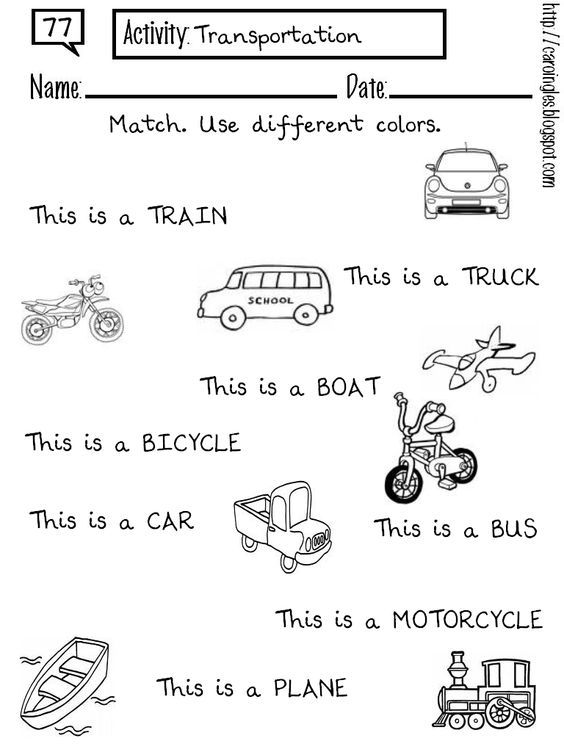 77
Activity: Transportation
http://caroingles.blogspot.com
Name: Date:
Match. Use different colors.
This is a TRAIN
This is a TRUCK
SCHOOL
This is a BOAT
This is a BICYCLE
This is a CAR
This is a BUS
This is a MOTORCYCLE
This is a PLANE